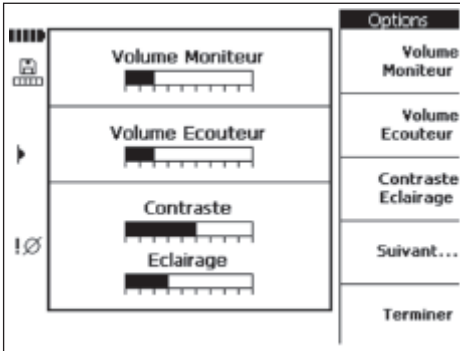 Options
Volume Moniteur
Volume Ecouteur
Contraste
Eclairage
Volume
Moniteur
Volume
Ecouteur
Contraste
Eclairage
Suivant...
Terminer
!Ø